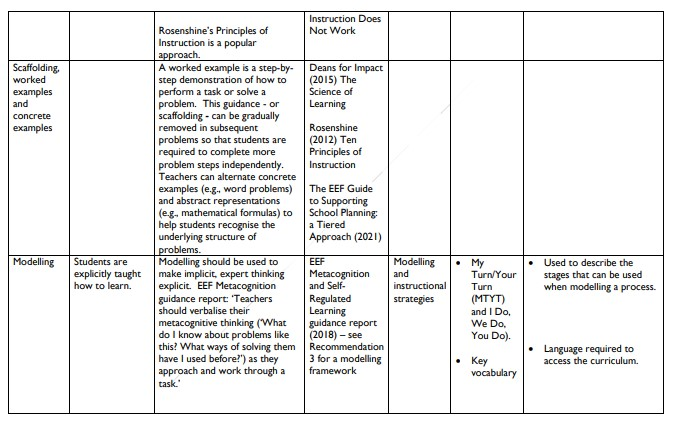 Rosenshine's Principles of
Instruction is a popular
approach.
Instruction Does
Not Work
Scaffolding,
worked
examples
and
concrete
examples
A worked example is a step-by-
step demonstration of how to
perform a task or solve a
problem. This guidance - or
scaffolding - can be gradually
removed in subsequent
problems so that students are
required to complete more
problem steps independently.
Teachers can alternate concrete
examples (e.g., word problems)
and abstract representations
(e.g., mathematical formulas) to
help students recognise the
underlying structure of
problems.
Deans for Impact
(2015) The
Science of
Learning
Rosenshine
(2012) Ten
Principles of
Instruction
The EEF Guide
to Supporting
School Planning:
a Tiered
Approach (2021)
Modelling
Students are
explicitly taught
how to learn.
Modelling should be used to
make implicit, expert thinking
explicit. EEF Metacognition
guidance report: 'Teachers
should verbalise their
metacognitive thinking ('What
do I know about problems like
this? What ways of solving them
have I used before?') as they
approach and work through a
task.'
EEF
Metacognition
and Self-
Regulated
Learning
guidance report
(2018) – see
Recommendation
3 for a modelling
framework
Modelling
and
instructional
strategies
• My
Turn/Your
Turn
(MTYT)
and I Do,
We Do,
You Do).
• Key
vocabulary
• Used to describe the
stages that can be used
when modelling a process.
• Language required to
access the curriculum.